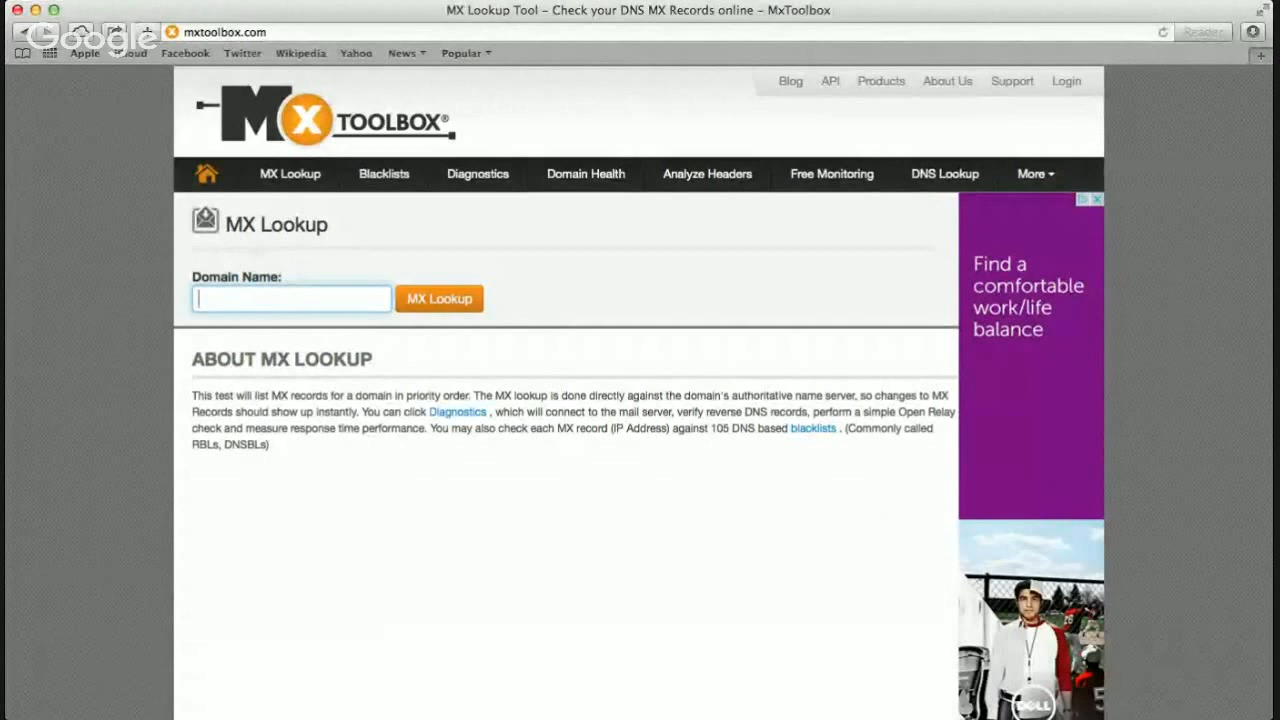 MX Lookup Tool – Check your DNS MX Records online – MxToolbox
Google
mxtoolbox.com
Reader
Apple iCloud Facebook Twitter Wikipedia Yahoo News Popular
Blog API Products About Us Support Login
MX TOOLBOX®
MX Lookup Blacklists Diagnostics Domain Health Analyze Headers Free Monitoring DNS Lookup More
MX Lookup
Domain Name:
MX Lookup
ABOUT MX LOOKUP
This test will list MX records for a domain in priority order. The MX lookup is done directly against the domain's authoritative name server, so changes to MX
Records should show up instantly. You can click Diagnostics , which will connect to the mail server, verify reverse DNS records, perform a simple Open Relay
check and measure response time performance. You may also check each MX record (IP Address) against 105 DNS based blacklists . (Commonly called
RBLs, DNSBLs)
Find a
comfortable
work/life
balance
26
DELL